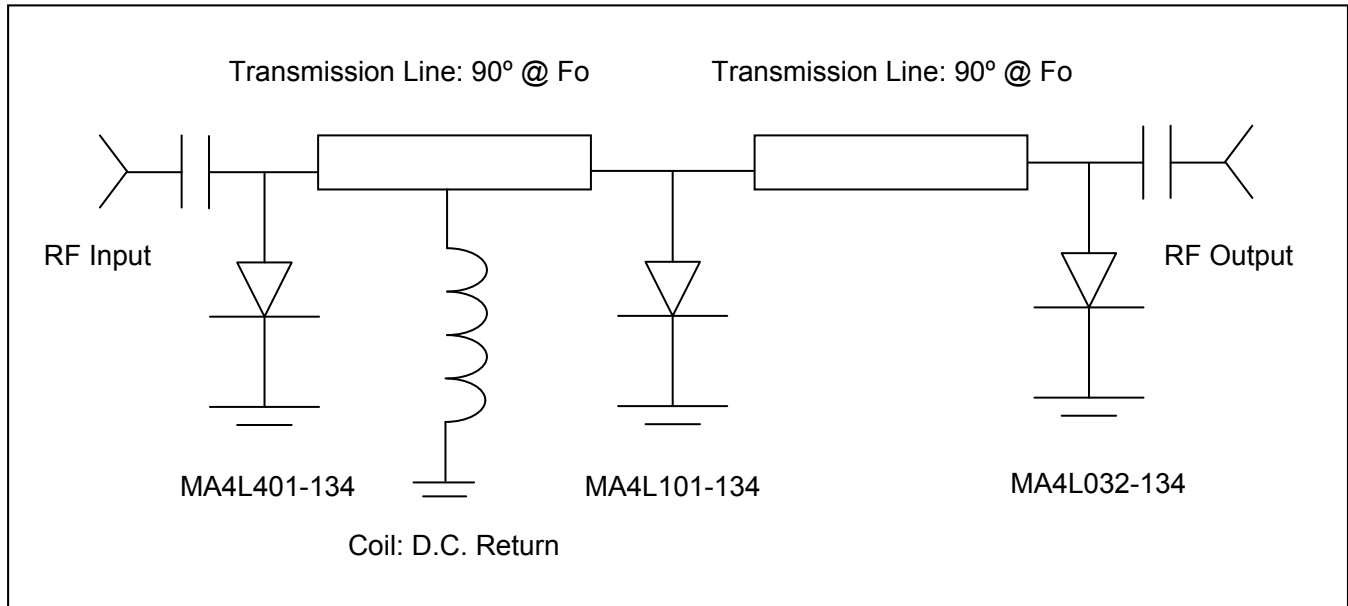 Transmission Line: 90º @ Fo
Transmission Line: 90º @ Fo
RF Input
RF Output
MA4L401-134
MA4L101-134
MA4L032-134
Coil: D.C. Return